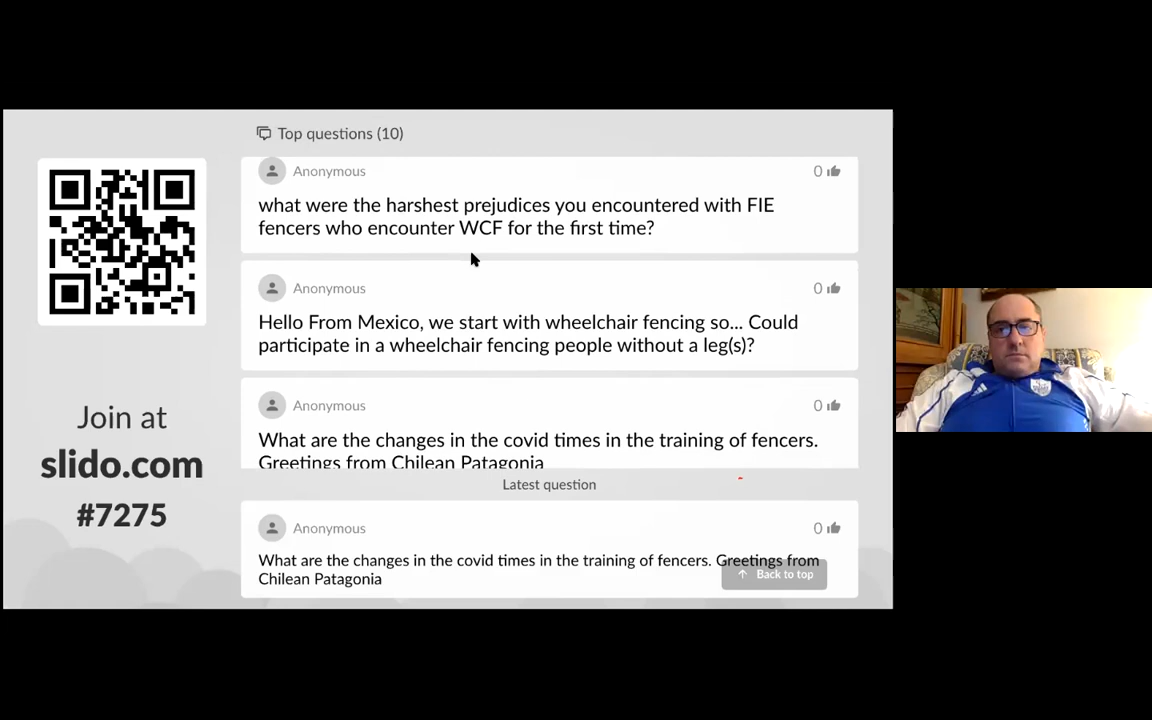 Top questions (10)
Anonymous
0
what were the harshest prejudices you encountered with FIE
fencers who encounter WCF for the first time?
Anonymous
0
Hello From Mexico, we start with wheelchair fencing so... Could
participate in a wheelchair fencing people without a leg(s)?
Anonymous
0
What are the changes in the covid times in the training of fencers.
Greetings from Chilean Patagonia
Join at
slido.com
#7275
Latest question
Anonymous
0
What are the changes in the covid times in the training of fencers. Greetings from
Chilean Patagonia
Back to top